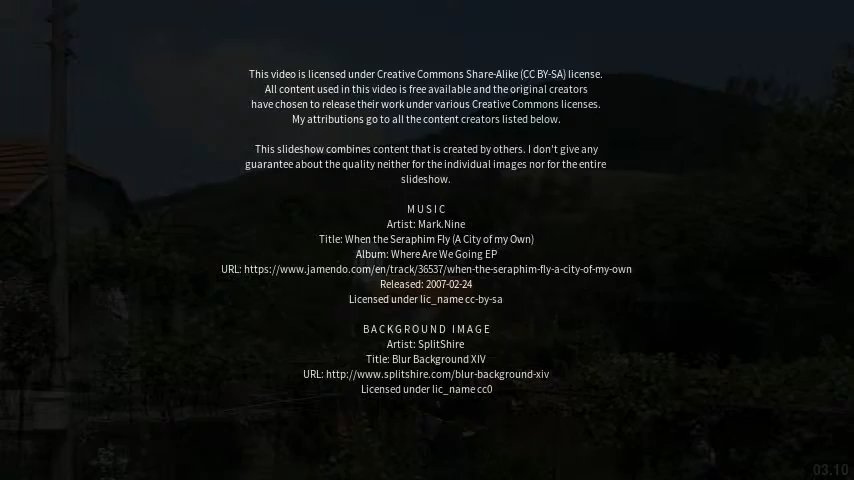 This video is licensed under Creative Commons Share-Alike (CC BY-SA) license.
All content used in this video is free available and the original creators
have chosen to release their work under various Creative Commons licenses.
My attributions go to all the content creators listed below.
This slideshow combines content that is created by others. I don't give any
guarantee about the quality neither for the individual images nor for the entire
slideshow.
MUSIC
Artist: Mark.Nine
Title: When the Seraphim Fly (A City of my Own)
Album: Where Are We Going EP
URL: https://www.jamendo.com/en/track/36537/when-the-seraphim-fly-a-city-of-my-own
Released: 2007-02-24
Licensed under lic_name cc-by-sa
BACKGROUND IMAGE
Artist: SplitShire
Title: Blur Background XIV
URL: http://www.splitshire.com/blur-background-xiv
Licensed under lic_name cc0
03.10